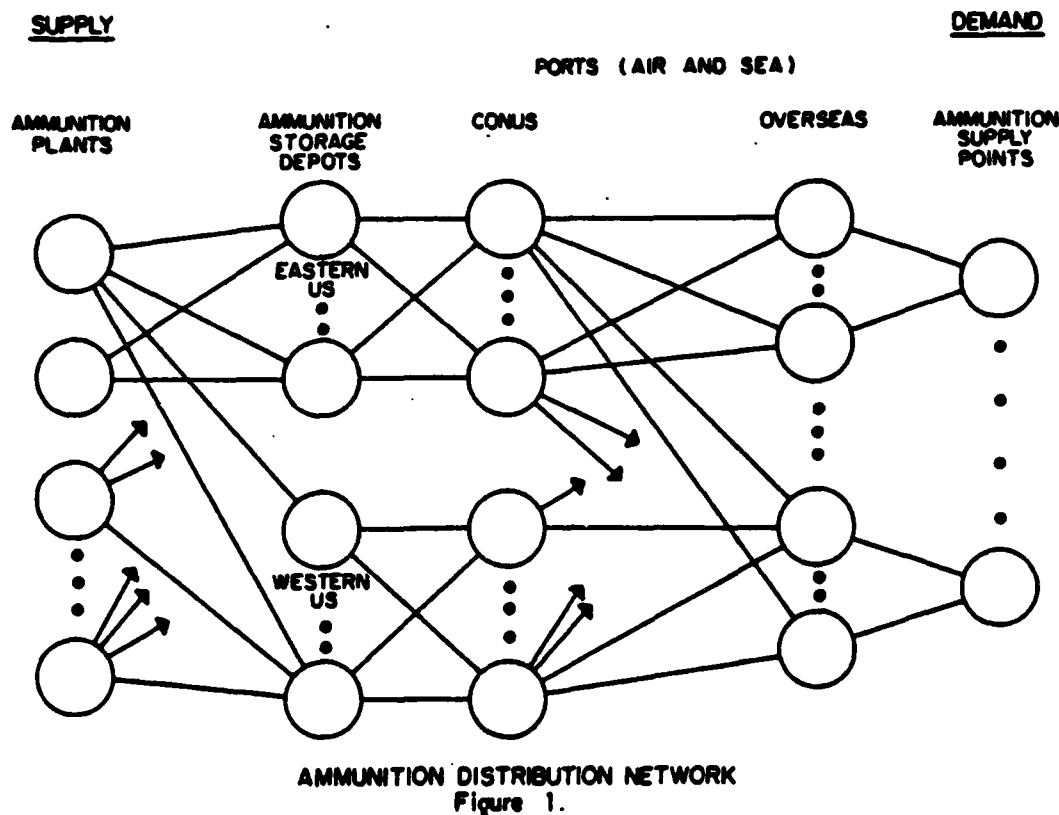 SUPPLY
DEMAND
PORTS (AIR AND SEA)
AMMUNITION
PLANTS
AMMUNITION
STORAGE
DEPOTS
CONUS
OVERSEAS
AMMUNITION
SUPPLY
POINTS
EASTERN
US
WESTERN
US
AMMUNITION DISTRIBUTION NETWORK
Figure 1.